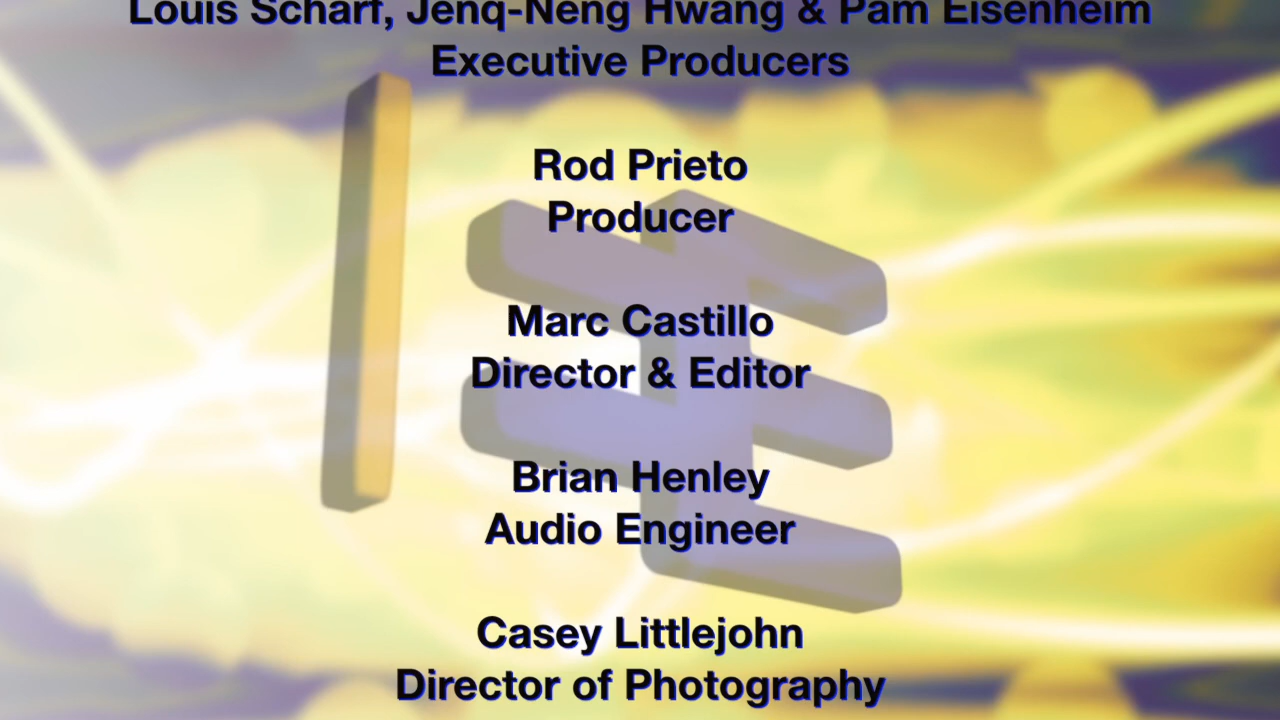 Louis Scharf, Jenq-Neng Hwang & Pam Eisenheim
Executive Producers
Rod Prieto
Producer
Marc Castillo
Director & Editor
Brian Henley
Audio Engineer
Casey Littlejohn
Director of Photography